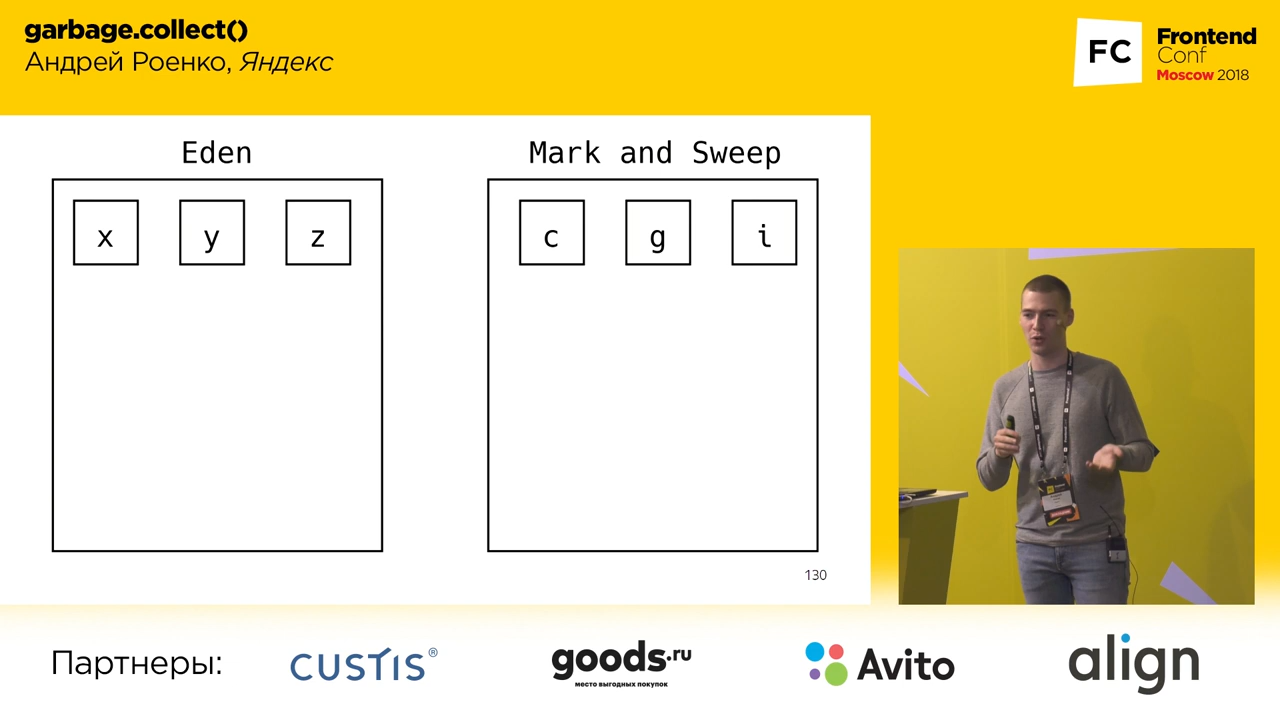 garbage.collect()
Андрей Роенко, Яндекс
FC
Frontend
Conf
Moscow 2018
Eden
Mark and Sweep
x y z
c g i
130
Партнеры:
CUSTIS®
goods.ru
место выгодных покупок
Avito
align